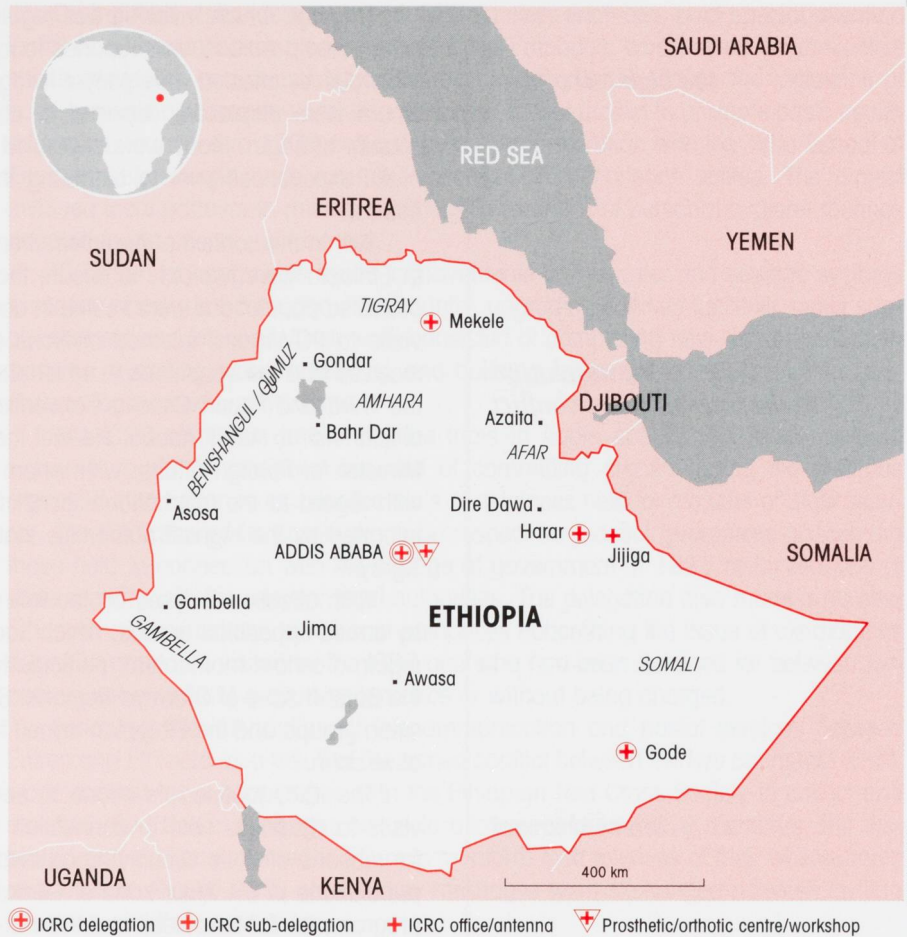 SAUDI ARABIA
RED SEA
ERITREA
SUDAN
YEMEN
TIGRAY
Mekele
Gondar
BENISHANGUL / GUMUZ
AMHARA
DJIBOUTI
Azaita
Bahr Dar
AFAR
Asosa
Dire Dawa
Harar
Jijiga
ADDIS ABABA
SOMALIA
Gambella
ETHIOPIA
GAMBELLA
Jima
SOMALI
Awasa
Gode
400 km
UGANDA
KENYA
ICRC delegation ICRC sub-delegation ICRC office/antenna Prosthetic/orthotic centre/workshop